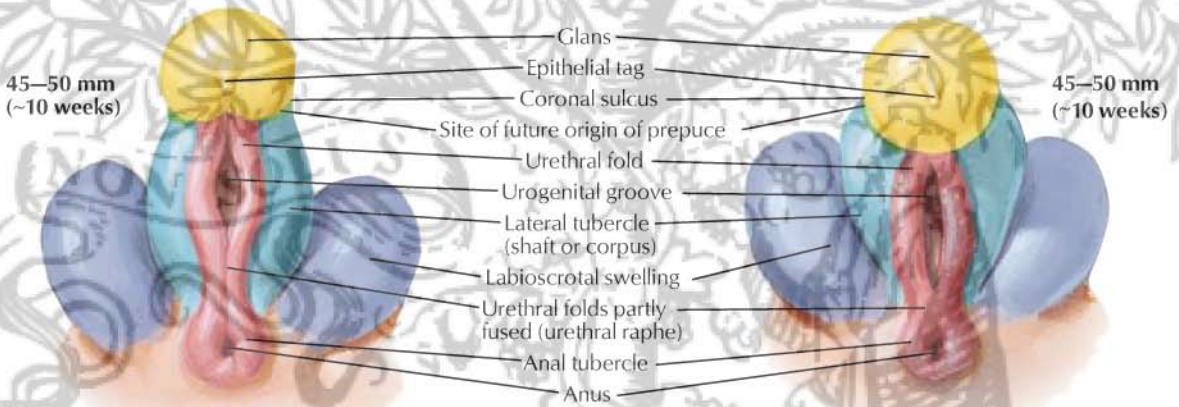 Glans
Epithelial tag
45–50 mm
(~10 weeks)
Coronal sulcus
45–50 mm
(~10 weeks)
Site of future origin of prepuce
Urethral fold
Urogenital groove
Lateral tubercle
(shaft or corpus)
Labioscrotal swelling
Urethral folds partly
fused (urethral raphe)
Anal tubercle
Anus